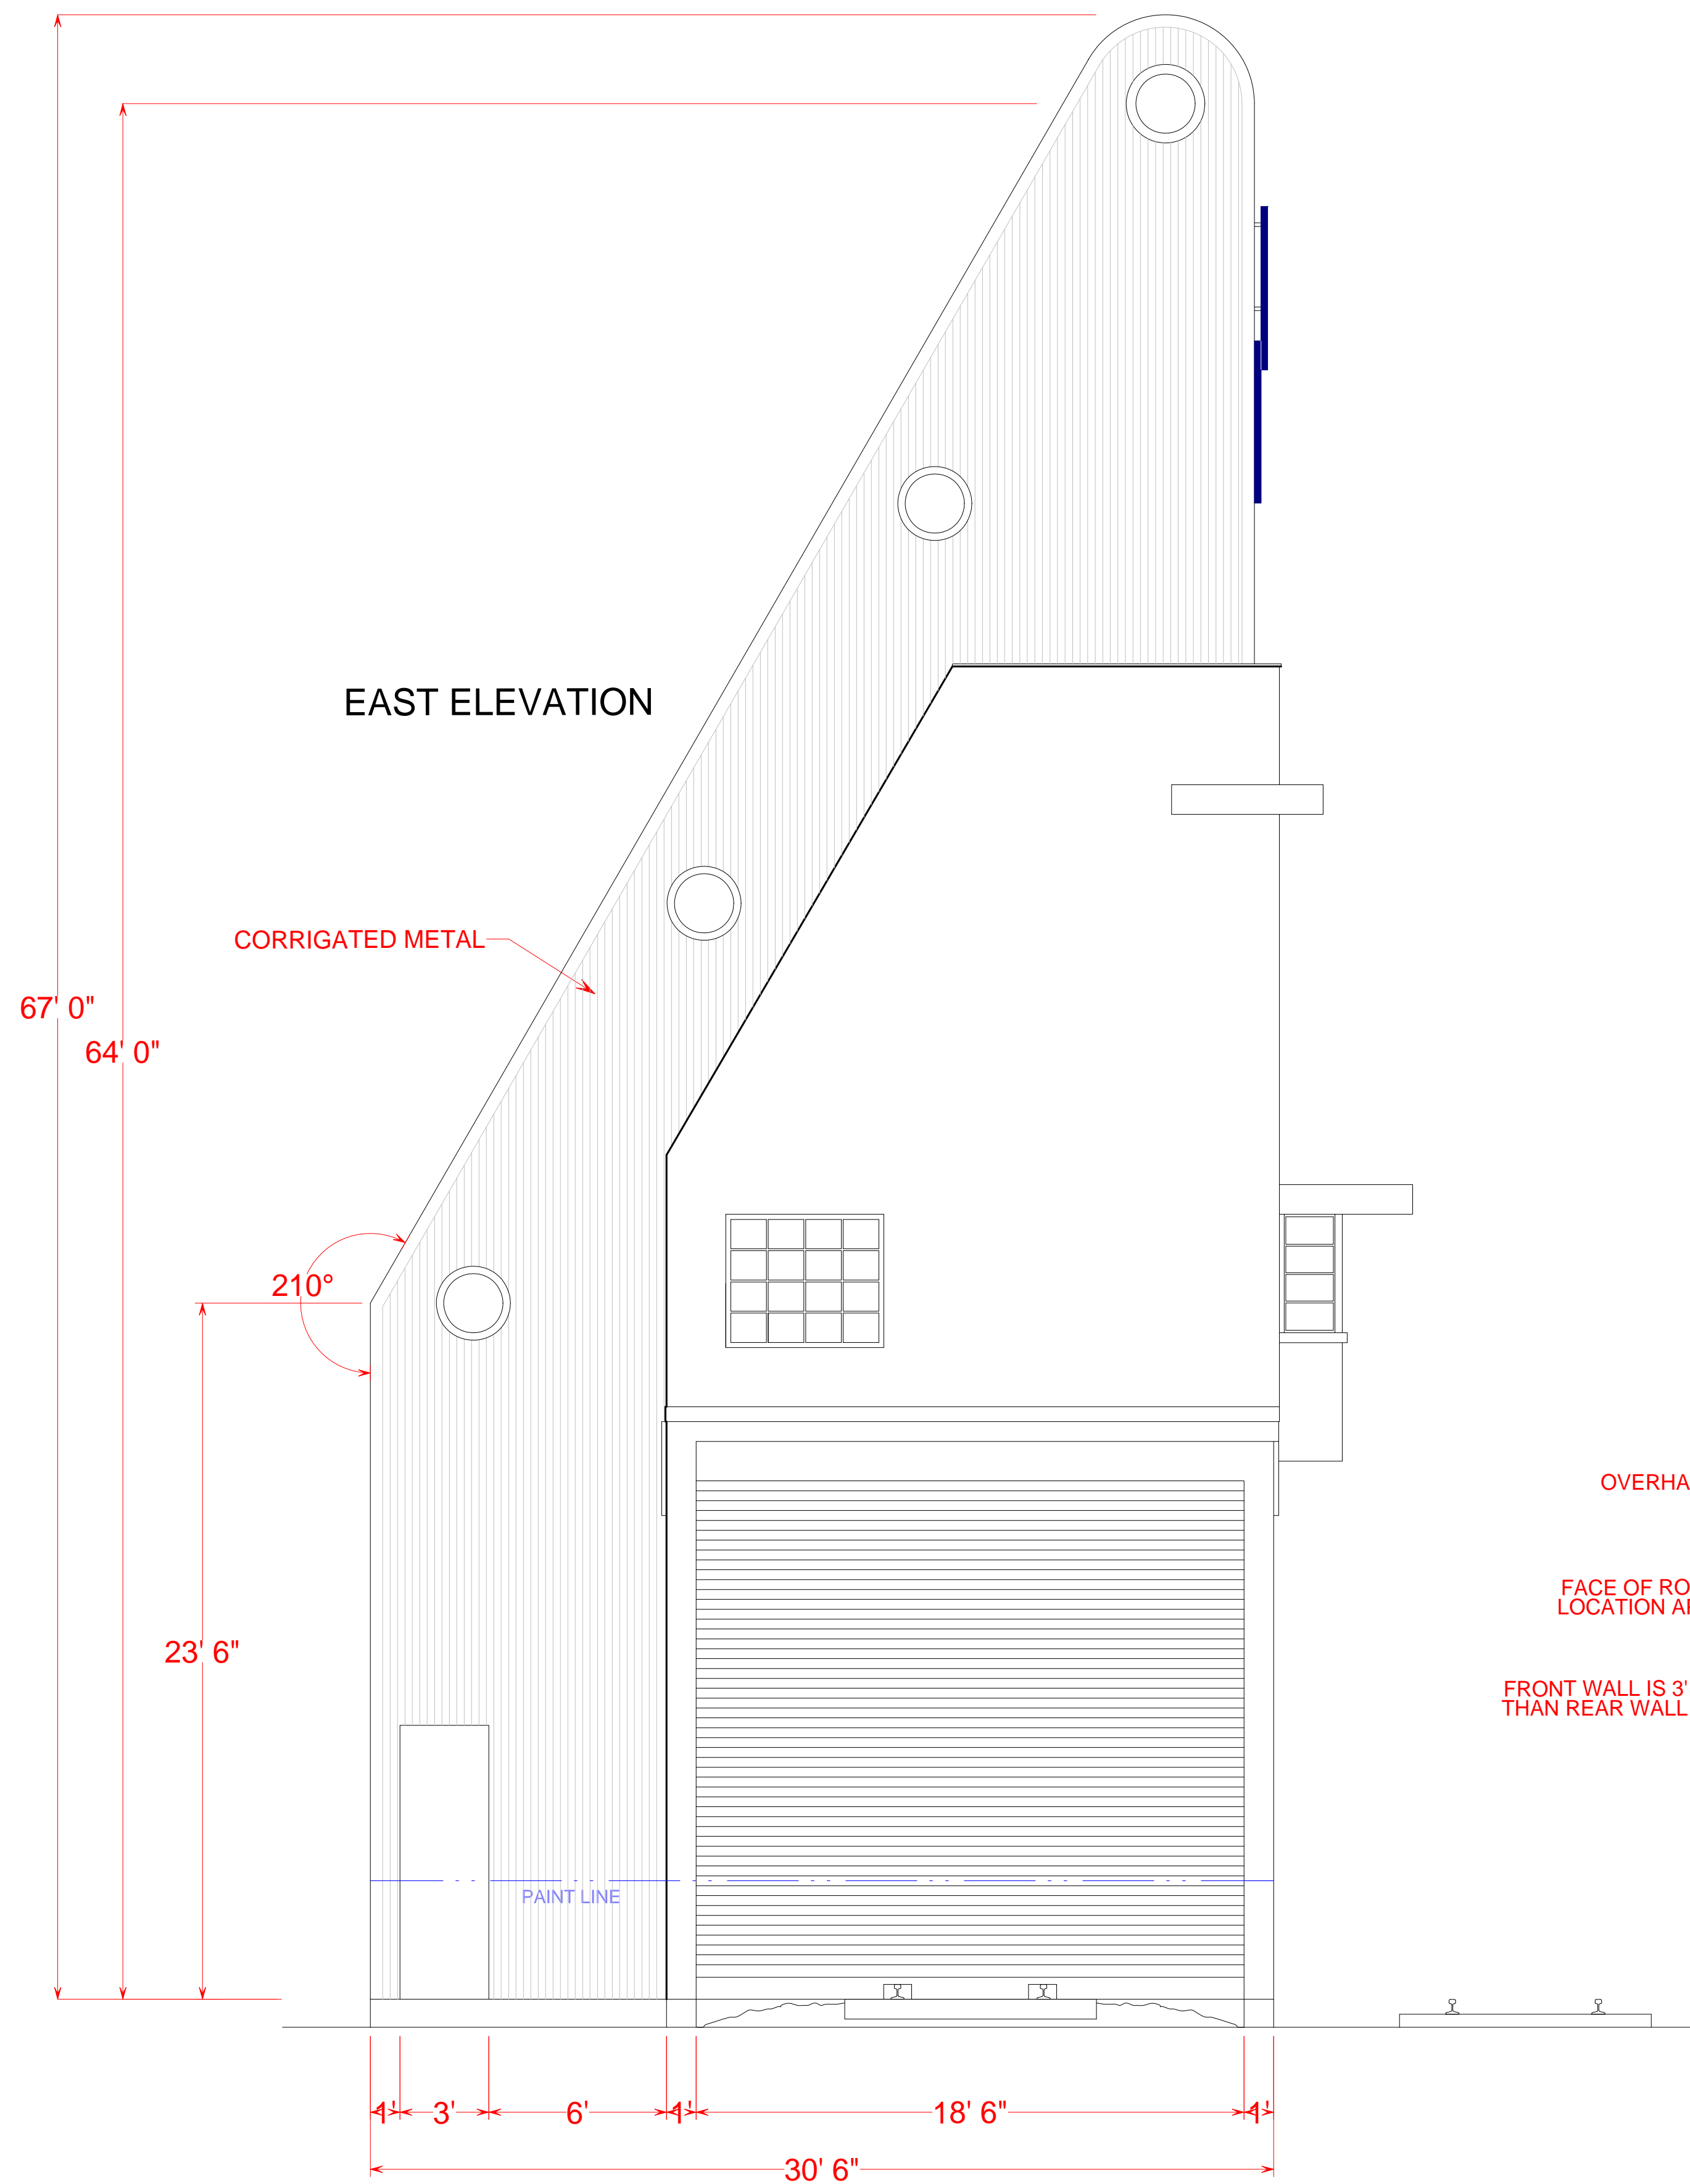 EAST ELEVATION
CORRIGATED METAL
67' 0"
64' 0"
210°
OVERHA
FACE OF RO
LOCATION
23' 6"
FRONT WALL IS 3'
THAN REAR WALL
PAINT LINE
1'
3'
6'
1'
18' 6"
1'
30' 6"